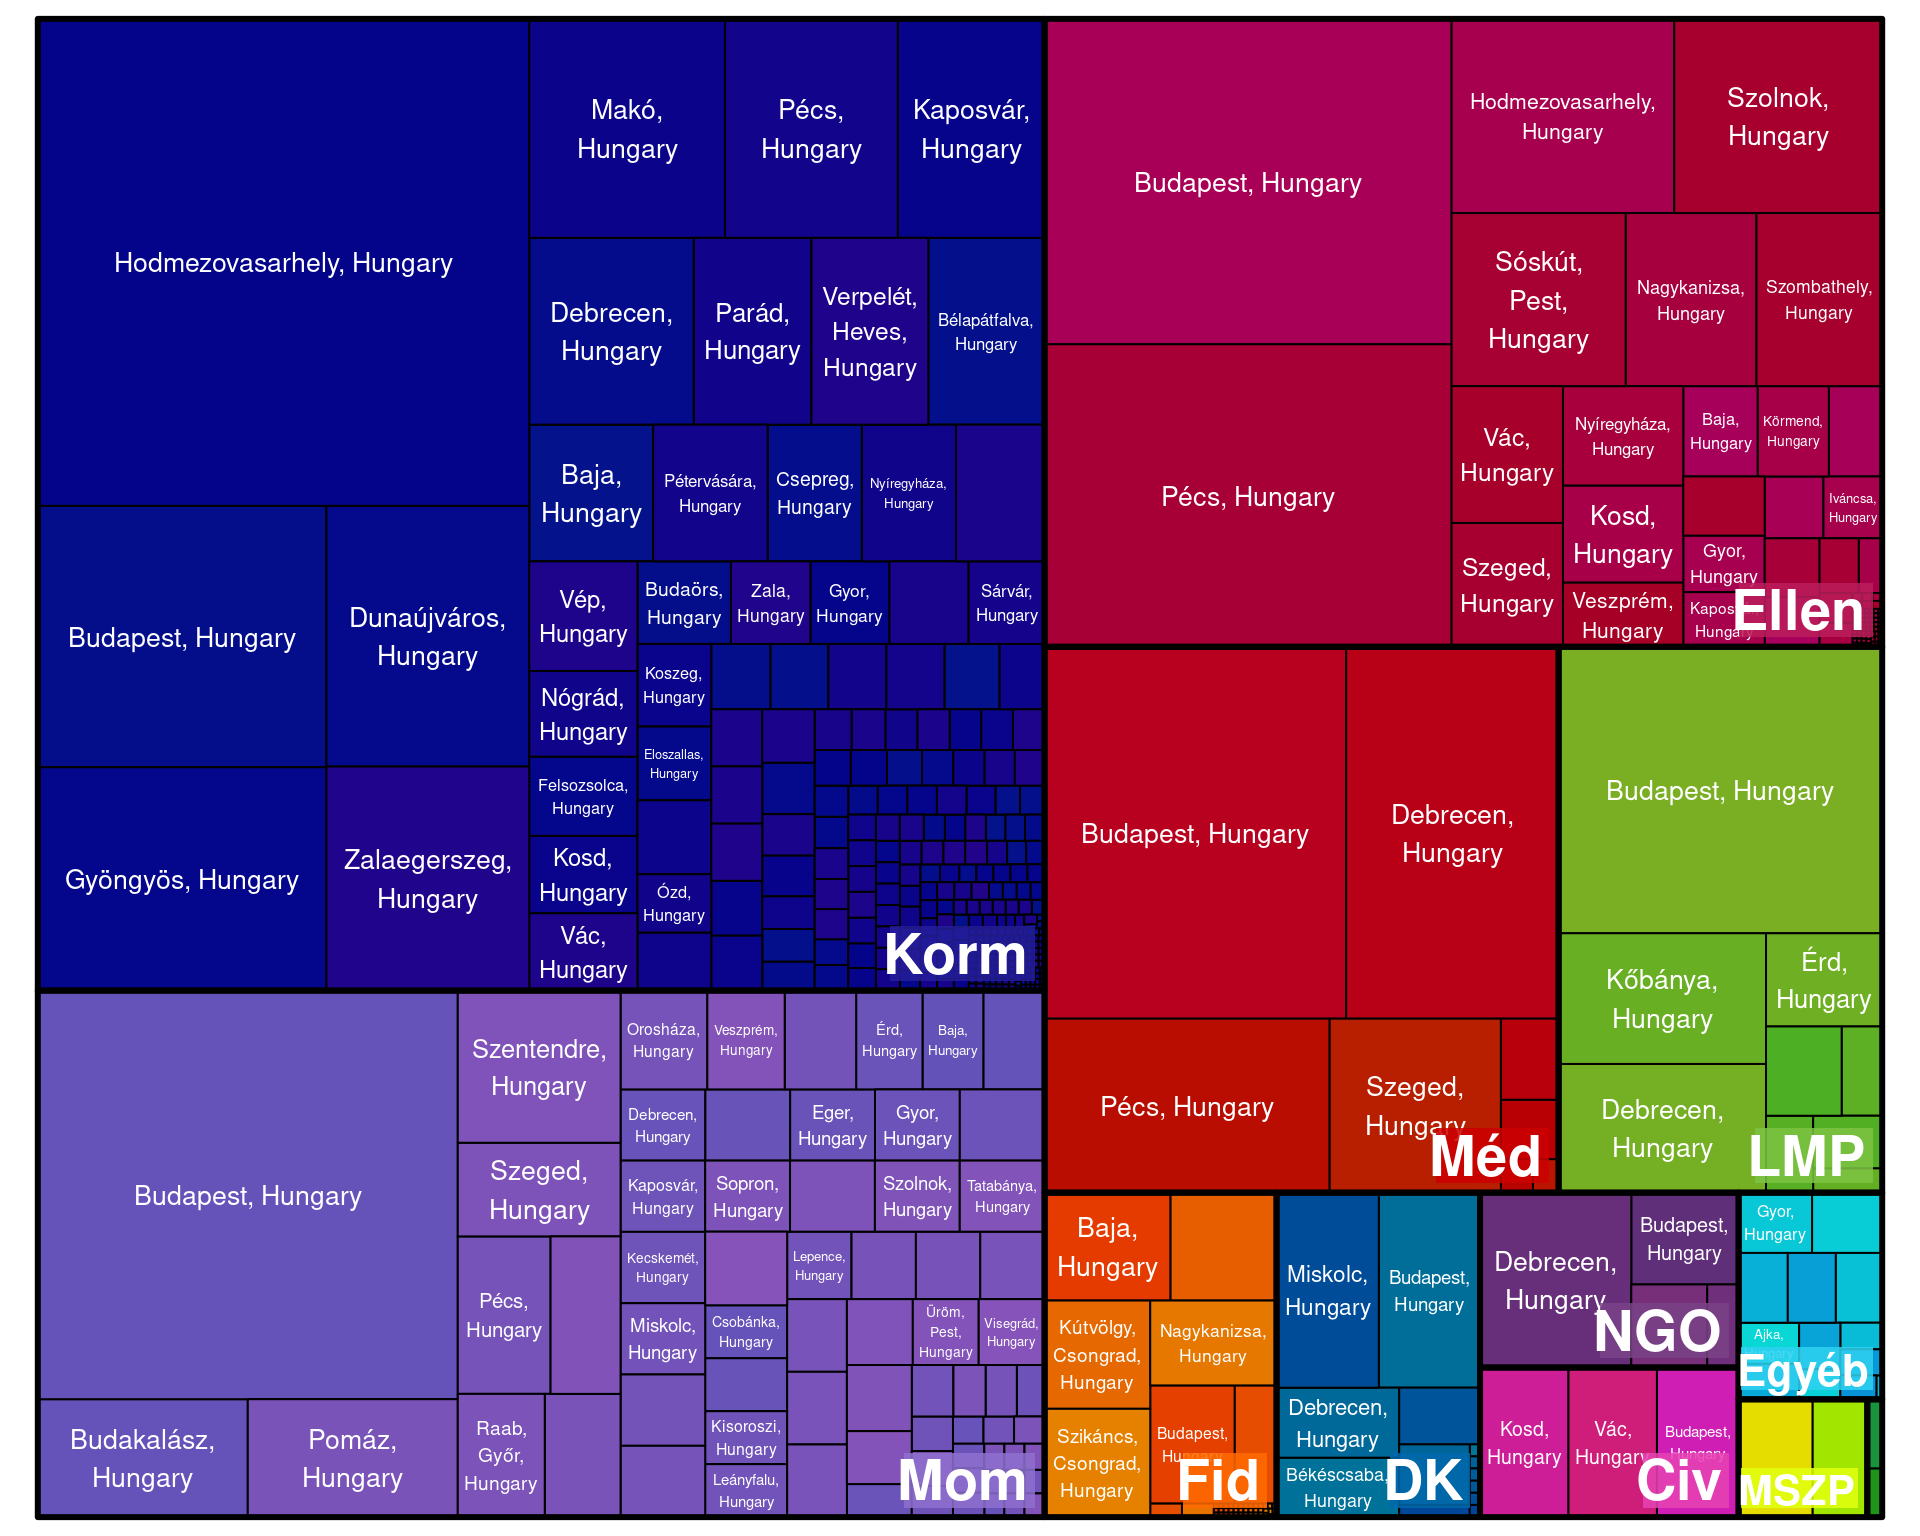 Hodmezovasarhely, Hungary
Makó,
Hungary
Pécs,
Hungary
Kaposvár,
Hungary
Debrecen,
Hungary
Parád,
Hungary
Verpelét,
Heves,
Hungary
Bélapátfalva,
Hungary
Baja,
Hungary
Pétervására,
Hungary
Csepreg,
Hungary
Nyíregyháza,
Hungary
Budapest, Hungary
Dunaújváros,
Hungary
Gyöngyös, Hungary
Zalaegerszeg,
Hungary
Vép,
Hungary
Nógrád,
Hungary
Felsozsolca,
Hungary
Kosd,
Hungary
Vác,
Hungary
Budaörs,
Hungary
Zala,
Hungary
Gyor,
Hungary
Sárvár,
Hungary
Koszeg,
Hungary
Eloszallas,
Hungary
Ózd,
Hungary
Korm
Budapest, Hungary
Pécs, Hungary
Hodmezovasarhely,
Hungary
Szolnok,
Hungary
Sóskút,
Pest,
Hungary
Nagykanizsa,
Hungary
Szombathely,
Hungary
Vác,
Hungary
Szeged,
Hungary
Nyíregyháza,
Hungary
Kosd,
Hungary
Veszprém,
Hungary
Baja,
Hungary
Körmend,
Hungary
Iváncsa,
Hungary
Gyor,
Hungary
Kapos
Hungary
Ellen
Budapest, Hungary
Budakalász,
Hungary
Pomáz,
Hungary
Szentendre,
Hungary
Szeged,
Hungary
Pécs,
Hungary
Raab,
Győr,
Hungary
Orosháza,
Hungary
Veszprém,
Hungary
Érd,
Hungary
Baja,
Hungary
Debrecen,
Hungary
Eger,
Hungary
Gyor,
Hungary
Kaposvár,
Hungary
Sopron,
Hungary
Szolnok,
Hungary
Tatabánya,
Hungary
Kecskemét,
Hungary
Lepence,
Hungary
Miskolc,
Hungary
Csobánka,
Hungary
Üröm,
Pest,
Hungary
Visegrád,
Hungary
Kisoroszi,
Hungary
Leányfalu,
Hungary
Mom
Budapest, Hungary
Debrecen,
Hungary
Pécs, Hungary
Szeged,
Hungary
Méd
Budapest, Hungary
Kőbánya,
Hungary
Érd,
Hungary
Debrecen,
Hungary
LMP
Baja,
Hungary
Kútvölgy,
Csongrad,
Hungary
Nagykanizsa,
Hungary
Szikáncs,
Csongrad,
Hungary
Budapest,
Hungary
Fid
Miskolc,
Hungary
Budapest,
Hungary
Debrecen,
Hungary
Békéscsaba,
Hungary
DK
Debrecen,
Hungary
Budapest,
Hungary
NGO
Kosd,
Hungary
Vác,
Hungary
Budapest,
Hungary
Civ
Gyor,
Hungary
Ajka,
Egyéb
MSZP